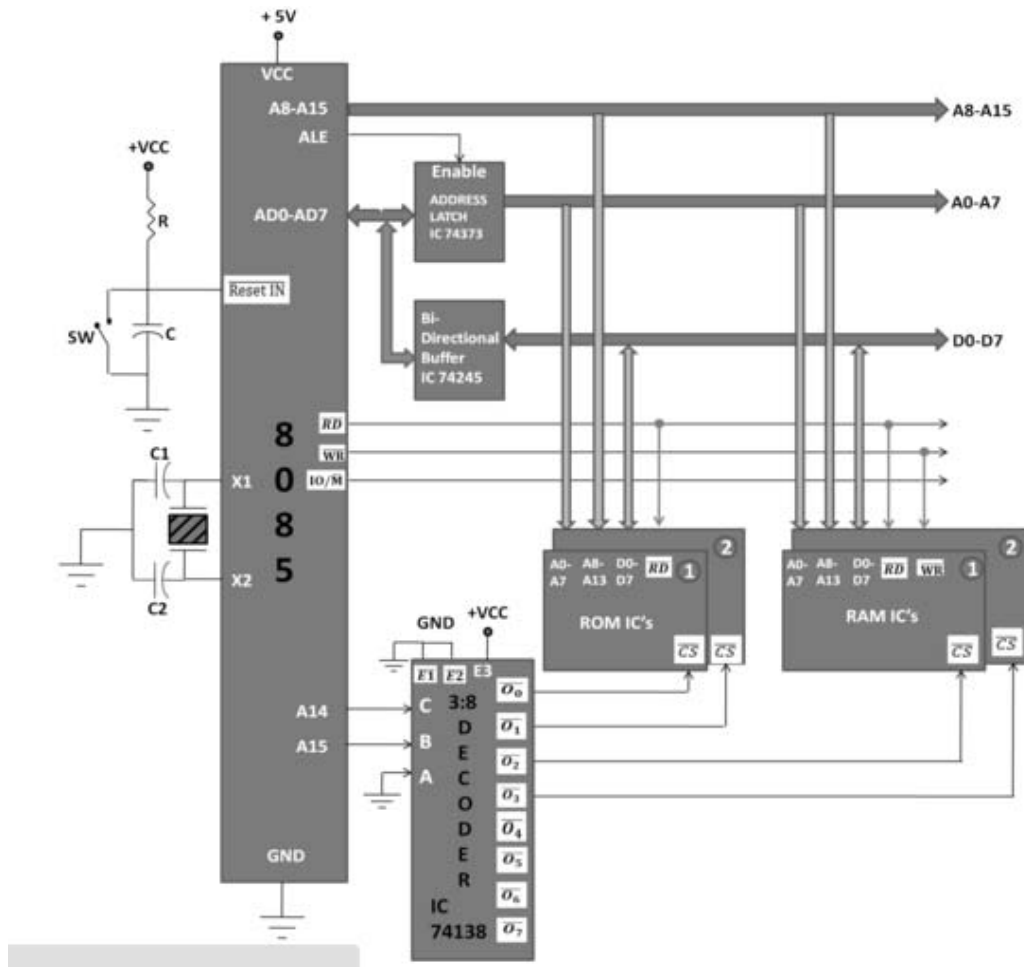 + 5V
VCC
A8-A15
A8-A15
ALE
+VCC
Enable
ADDRESS
LATCH
IC 74373
A0-A7
AD0-AD7
R
Reset IN
SW
C
Bi-
Directional
Buffer
IC 74245
D0-D7
RD
WR
IO/M
8
0
8
5
C1
X1
X2
C2
2
1
A0-
A7
A8-
A13
D0-
D7
RD
ROM IC's
CS
CS
2
1
A0-
A7
A8-
A13
D0-
D7
RD
WR
RAM IC's
CS
CS
GND
+VCC
E1 E2 E3
A14
A15
C
B
A
3:8
D
E
C
O
D
E
R
IC
74138
O0
O1
O2
O3
O4
O5
O6
O7
GND